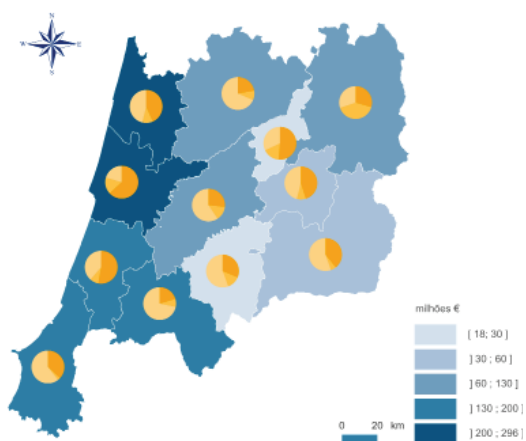 N
W E
S
milhões €
[ 18; 30 ]
] 30 ; 60 ]
] 60 ; 130 ]
] 130 ; 200 ]
] 200 ; 296 ]
0 20 km